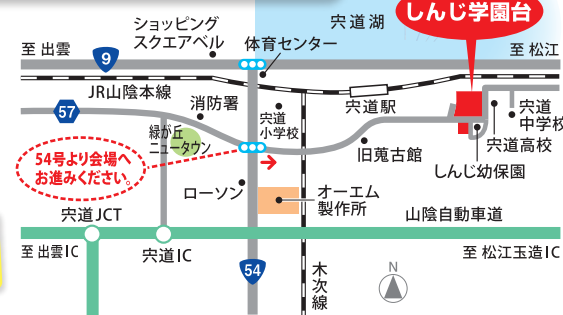 しんじ学園台
宍道湖
ショッピング
スクエアベル
体育センター
至 出雲
9
至 松江
JR山陰本線
宍道駅
57
消防署
宍道
小学校
宍道
中学校
緑が丘
ニュータウン
宍道高校
旧蒐古館
しんじ幼保園
54号より会場へ
お進みください。
ローソン
オーエム
製作所
宍道JCT
山陰自動車道
至 出雲IC
宍道IC
至 松江玉造IC
54
木次線
N